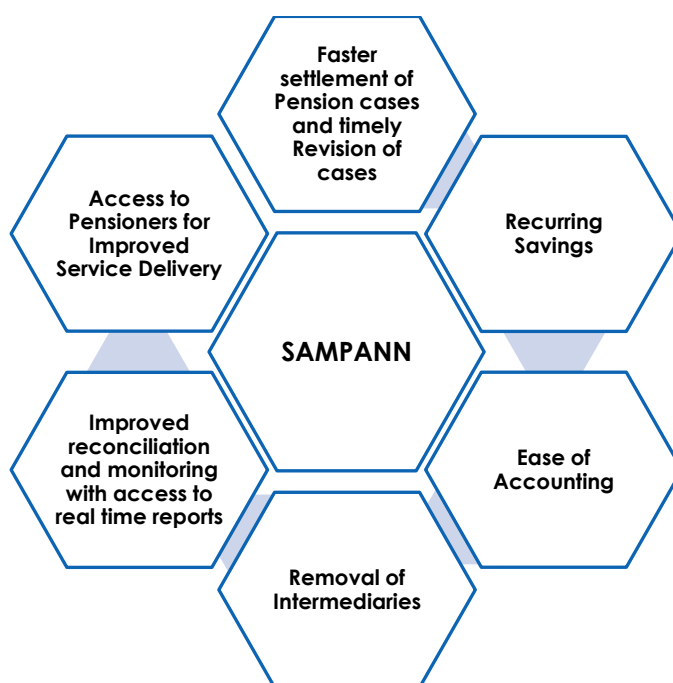 Faster
settlement of
Pension cases
and timely
Revision of
cases
Access to
Pensioners for
Improved
Service Delivery
Recurring
Savings
SAMPANN
Improved
reconciliation
and monitoring
with access to
real time reports
Ease of
Accounting
Removal of
Intermediaries